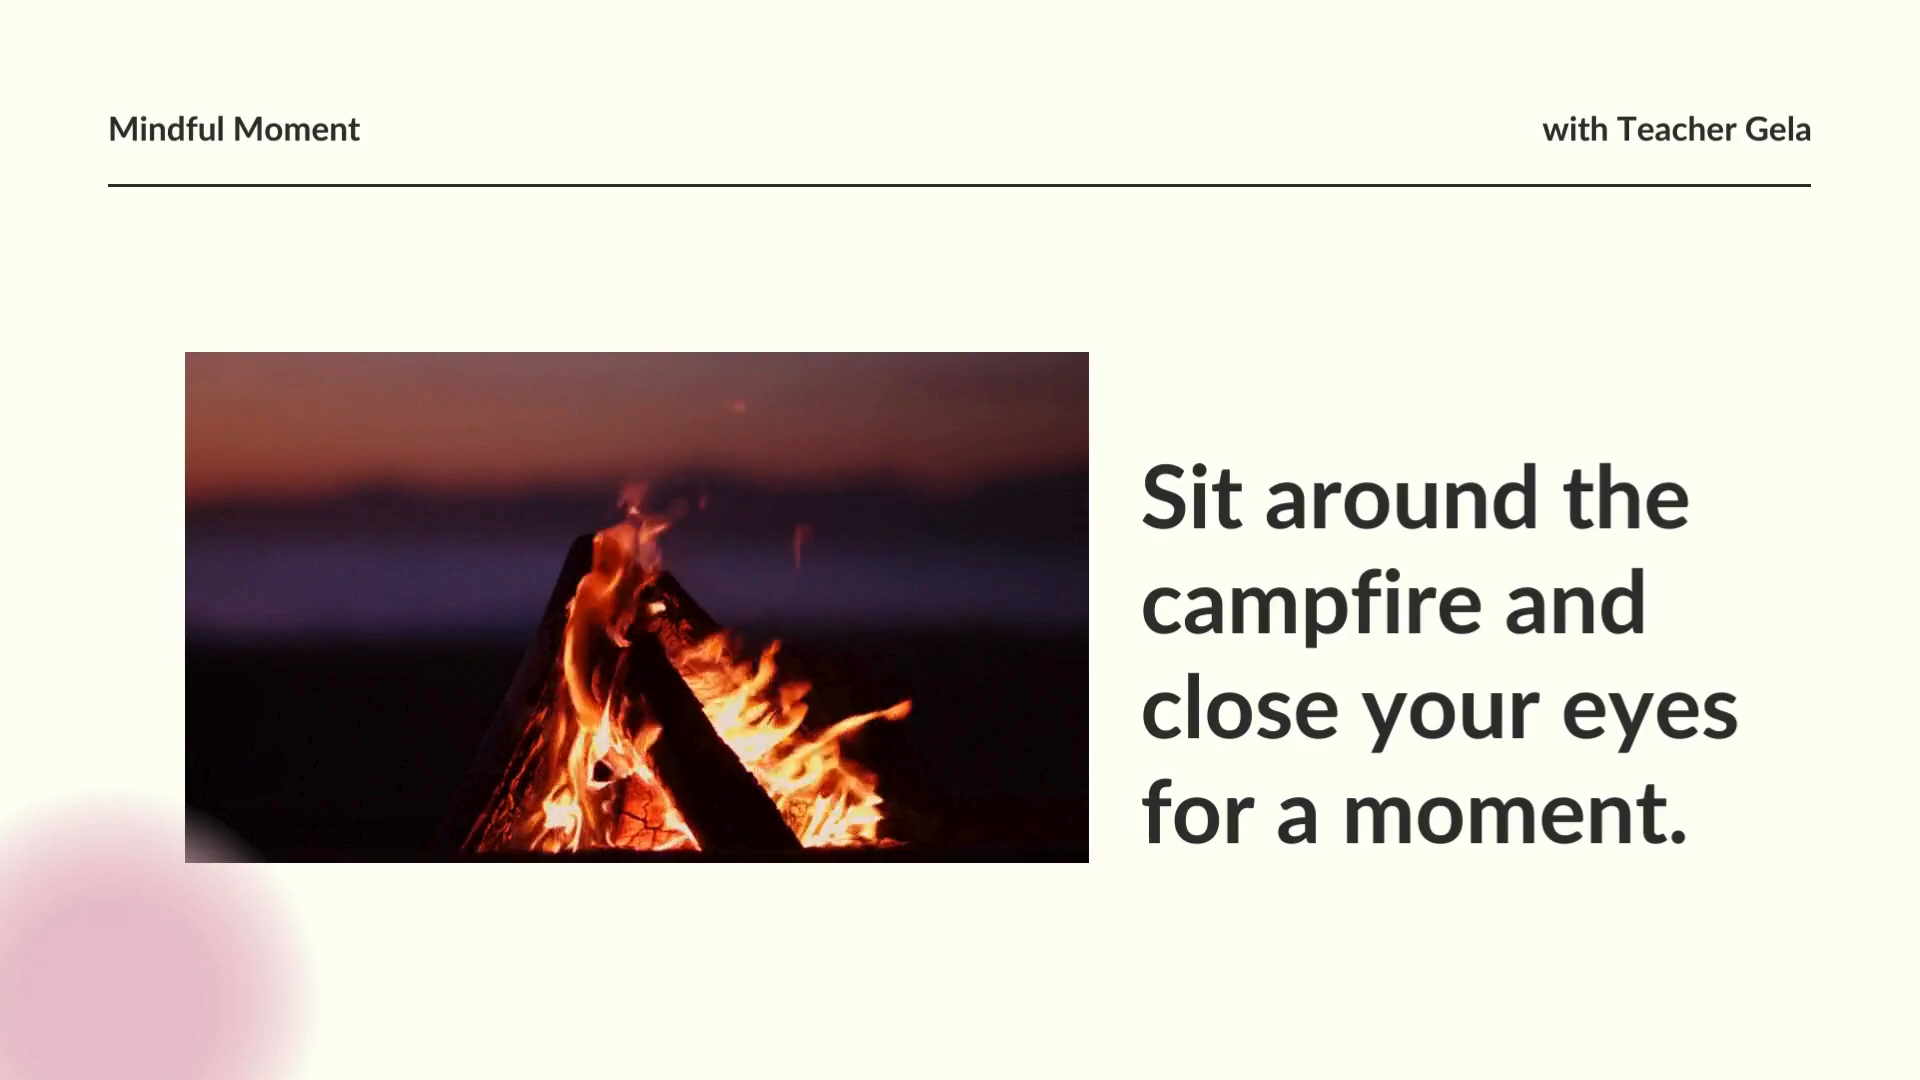 Mindful Moment
with Teacher Gela
Sit around the
campfire and
close your eyes
for a moment.